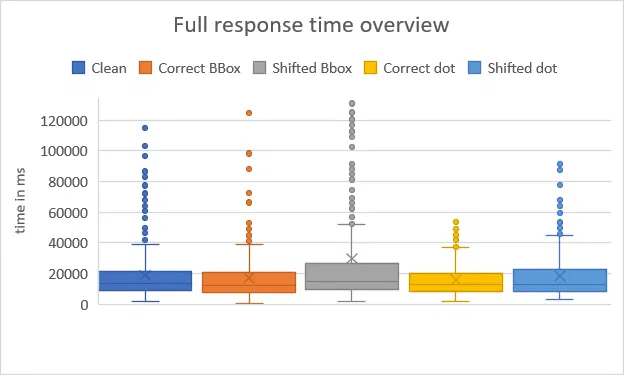 Full response time overview
Clean Correct BBox Shifted Bbox Correct dot Shifted dot
time in ms
120000
100000
80000
60000
40000
20000
0